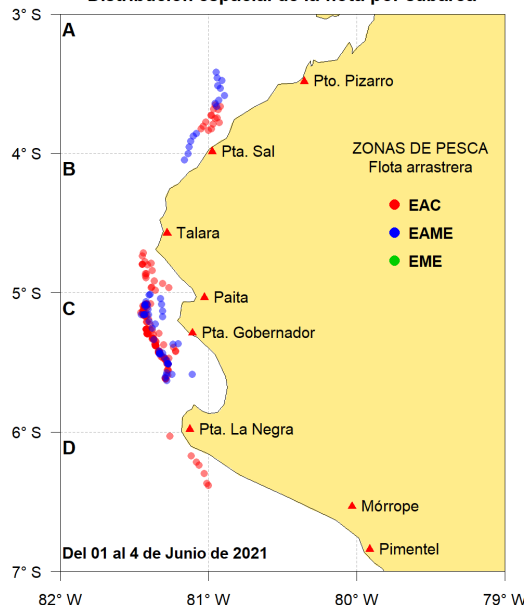 Distribución espacial de la flota por subárea
3° S
A
Pto. Pizarro
ZONAS DE PESCA
Flota arrastrera
4° S
Pta. Sal
B
EAC
Talara
EAME
EME
5° S
Paita
C
Pta. Gobernador
6° S
Pta. La Negra
D
Mórrope
Del 01 al 4 de Junio de 2021
Pimentel
7° S
82° W 81° W 80° W 79° W